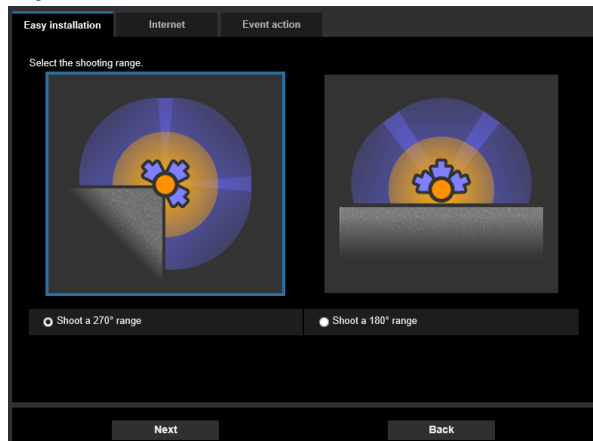 Easy installation
Internet
Event action
Select the shooting range.
Shoot a 270° range
Shoot a 180° range
Next
Back